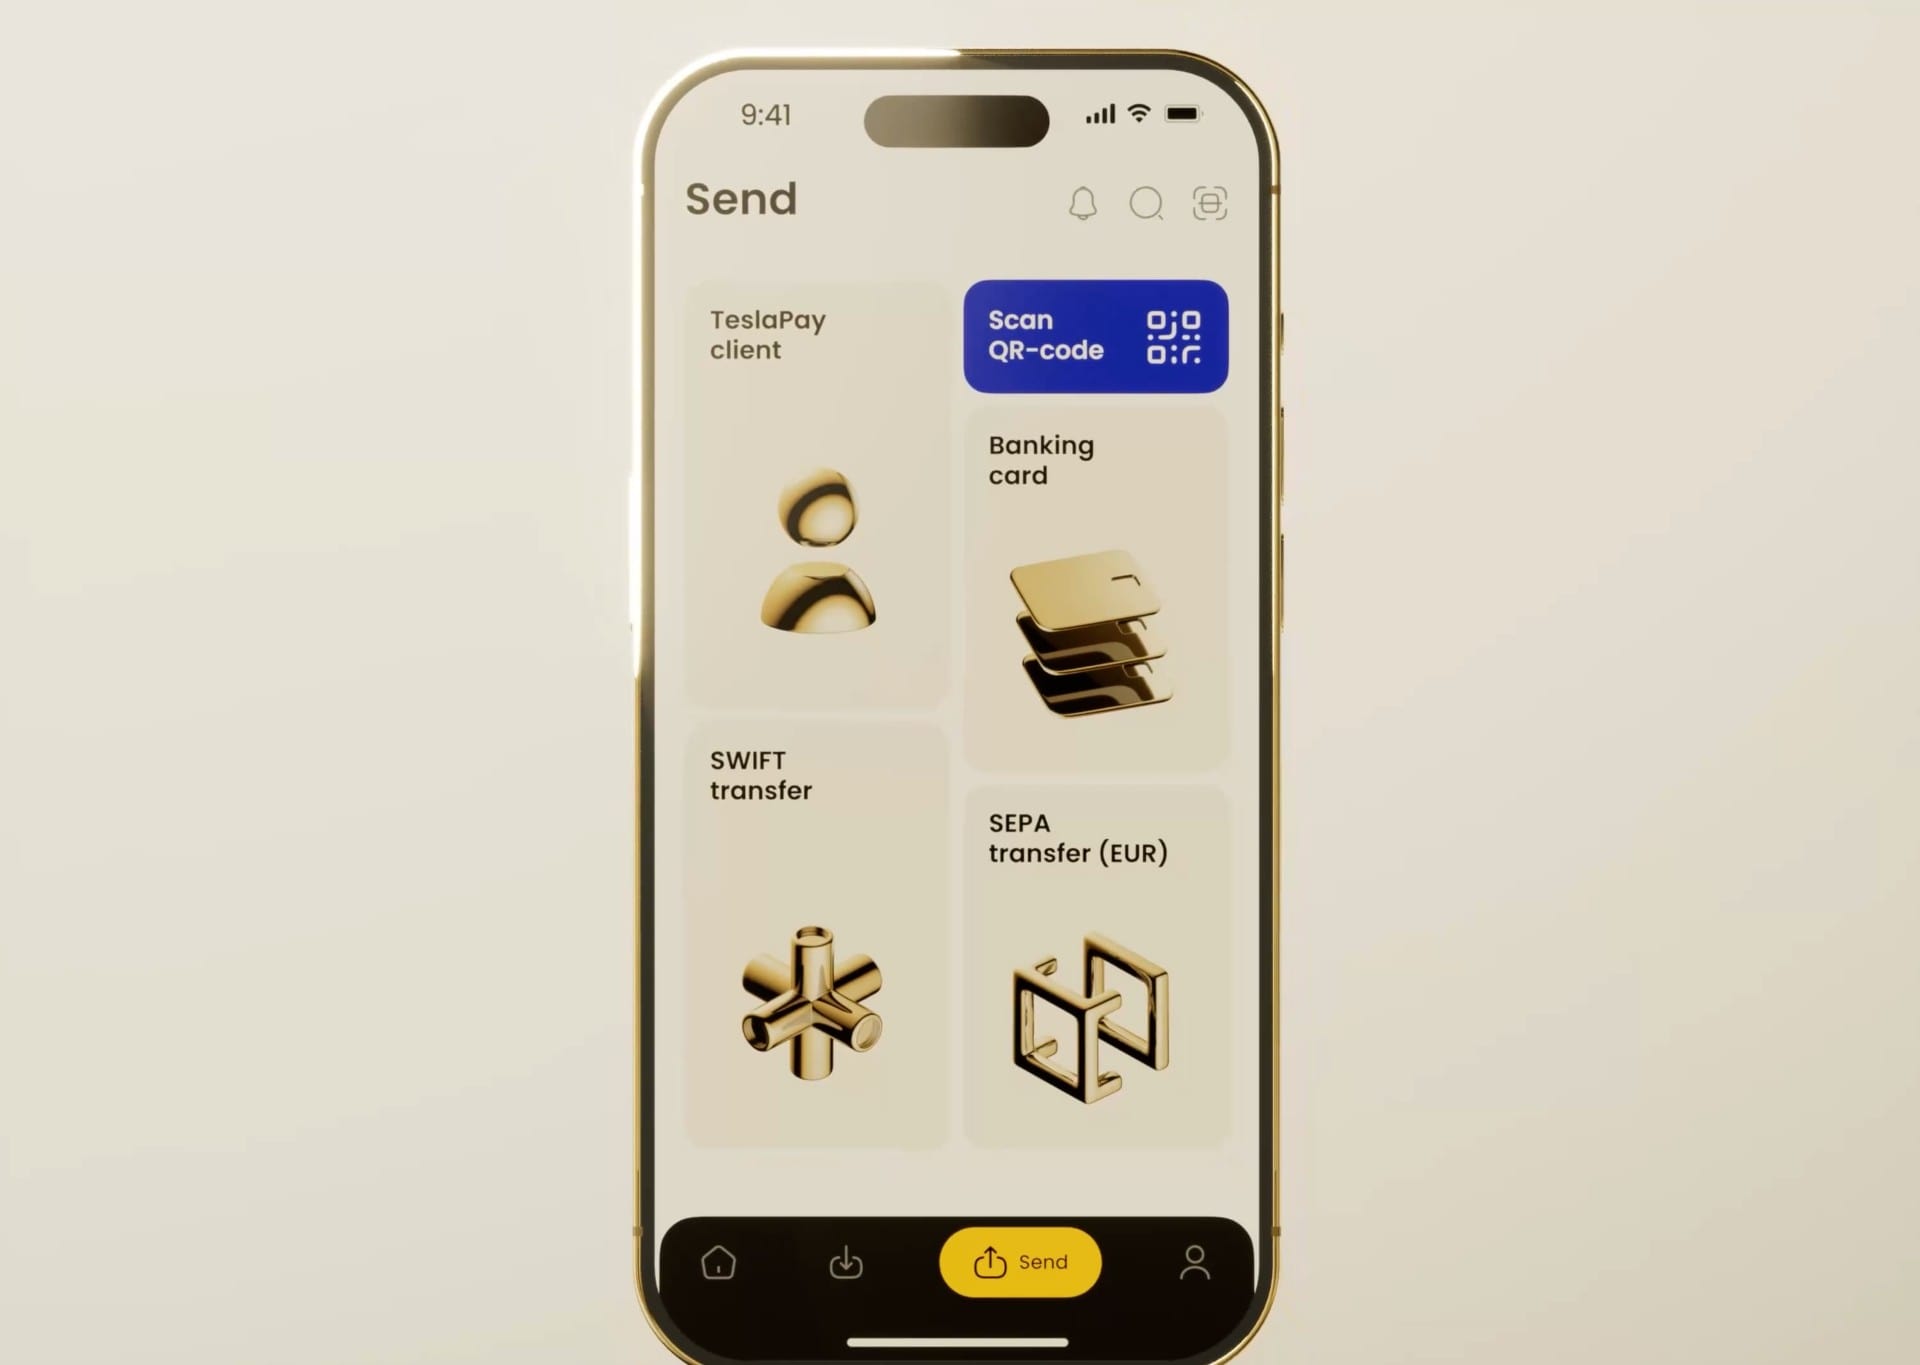 9:41
Send
TeslaPay
client
Scan
QR-code
Banking
card
SWIFT
transfer
SEPA
transfer (EUR)
Send